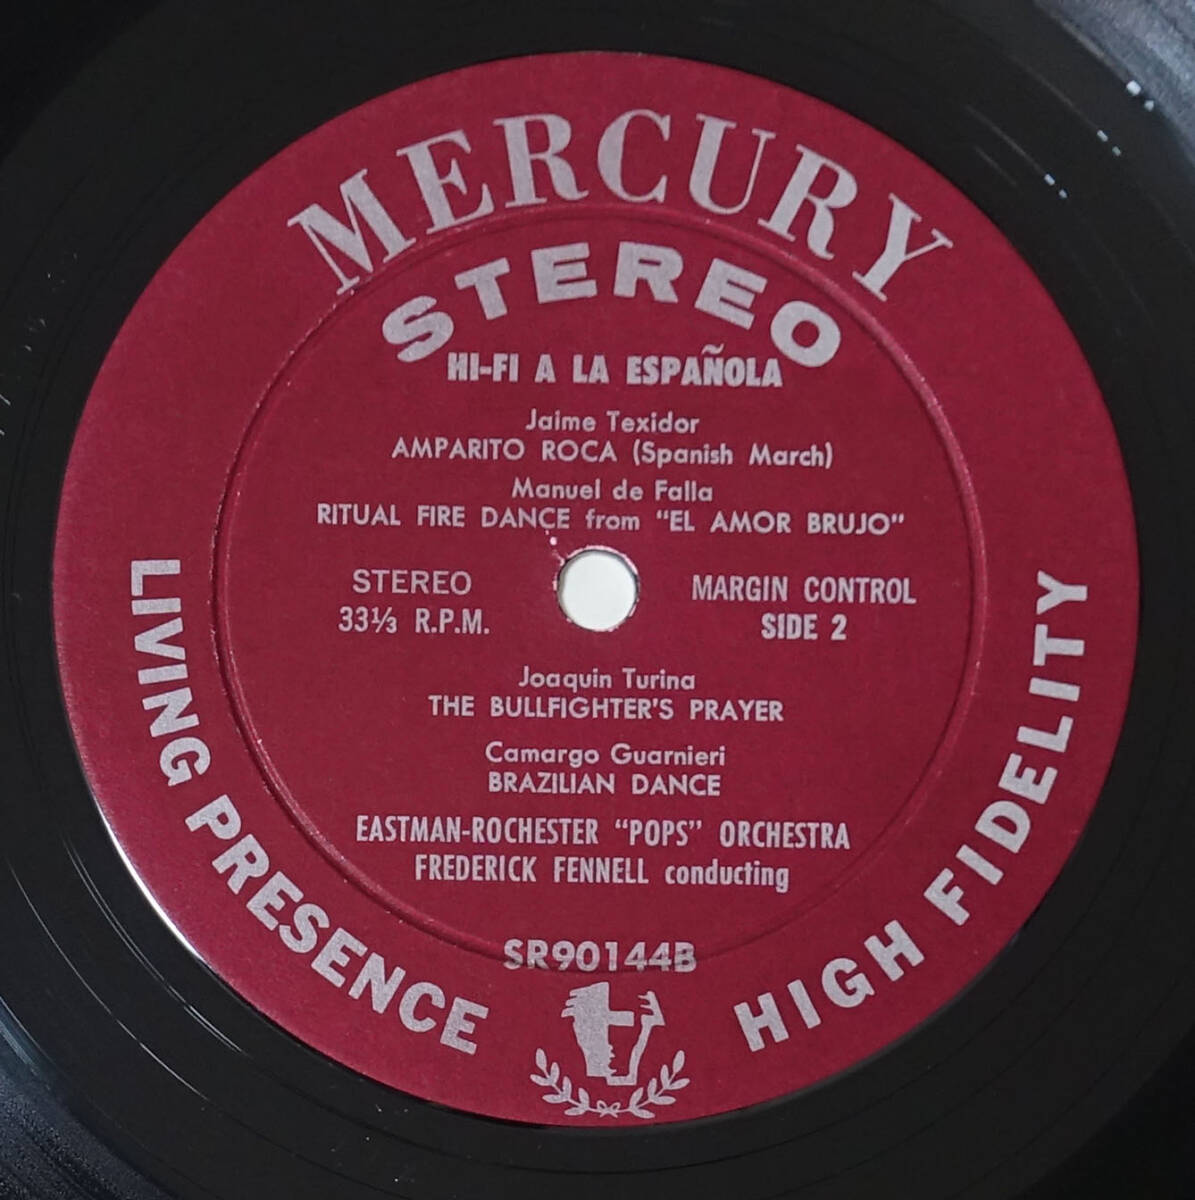 MERCURY
STEREO
HI-FI A LA ESPAÑOLA
Jaime Texidor
AMPARITO ROCA (Spanish March)
Manuel de Falla
RITUAL FIRE DANCE from "EL AMOR BRUJO"
STEREO
33⅓ R.P.M.
MARGIN CONTROL
SIDE 2
Joaquin Turina
THE BULLFIGHTER'S PRAYER
Camargo Guarnieri
BRAZILIAN DANCE
EASTMAN-ROCHESTER "POPS" ORCHESTRA
FREDERICK FENNELL conducting
SR90144B
LIVING PRESENCE
HIGH FIDELITY